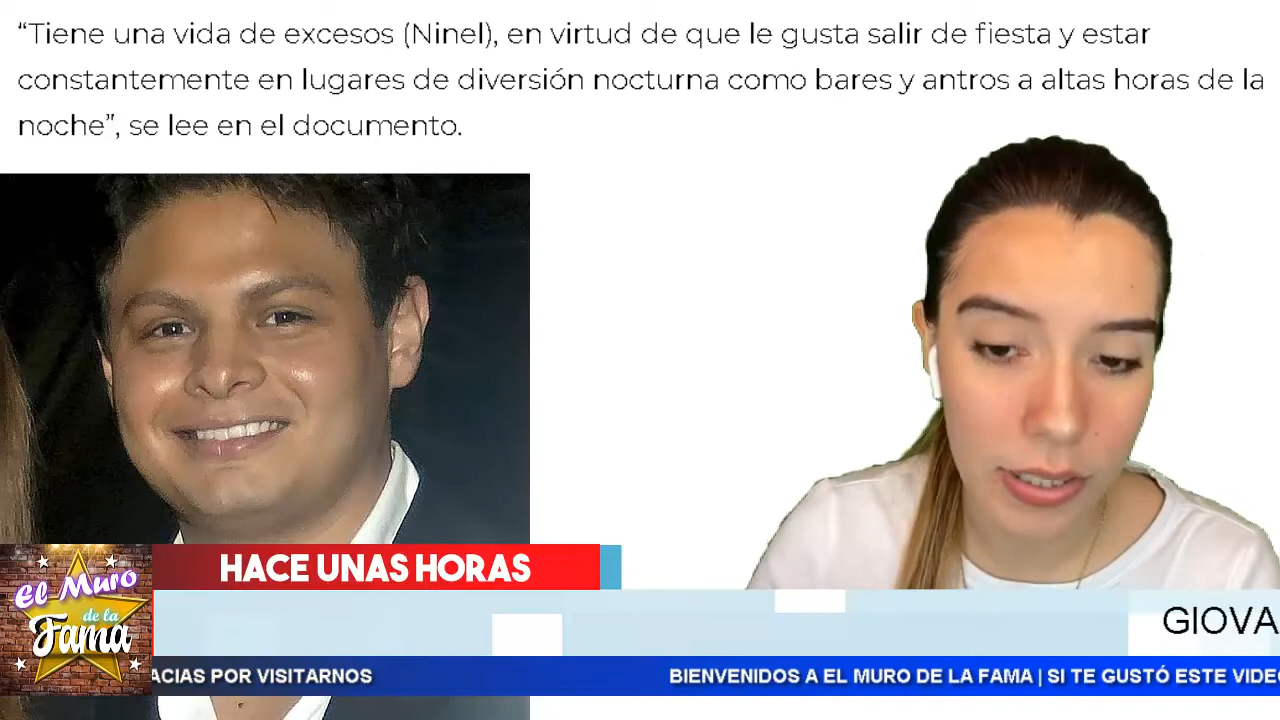 “Tiene una vida de excesos (Ninel), en virtud de que le gusta salir de fiesta y estar
constantemente en lugares de diversión nocturna como bares y antros a altas horas de la
noche”, se lee en el documento.
HACE UNAS HORAS
El Muro
de la
Fama
GIOVA
ACIAS POR VISITARNOS
BIENVENIDOS A EL MURO DE LA FAMA | SI TE GUSTÓ ESTE VIDEO